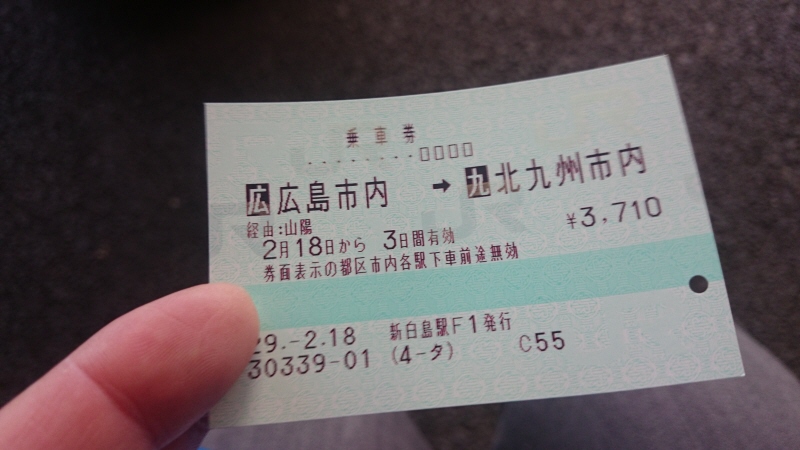 乗車券
........□□□□
広 広島市内 → 九 北九州市内
経由:山陽
¥3,710
2月18日から 3日間有効
券面表示の都区市内各駅下車前途無効
29.-2.18 新白島駅F1発行
30339-01 (4-タ) C55